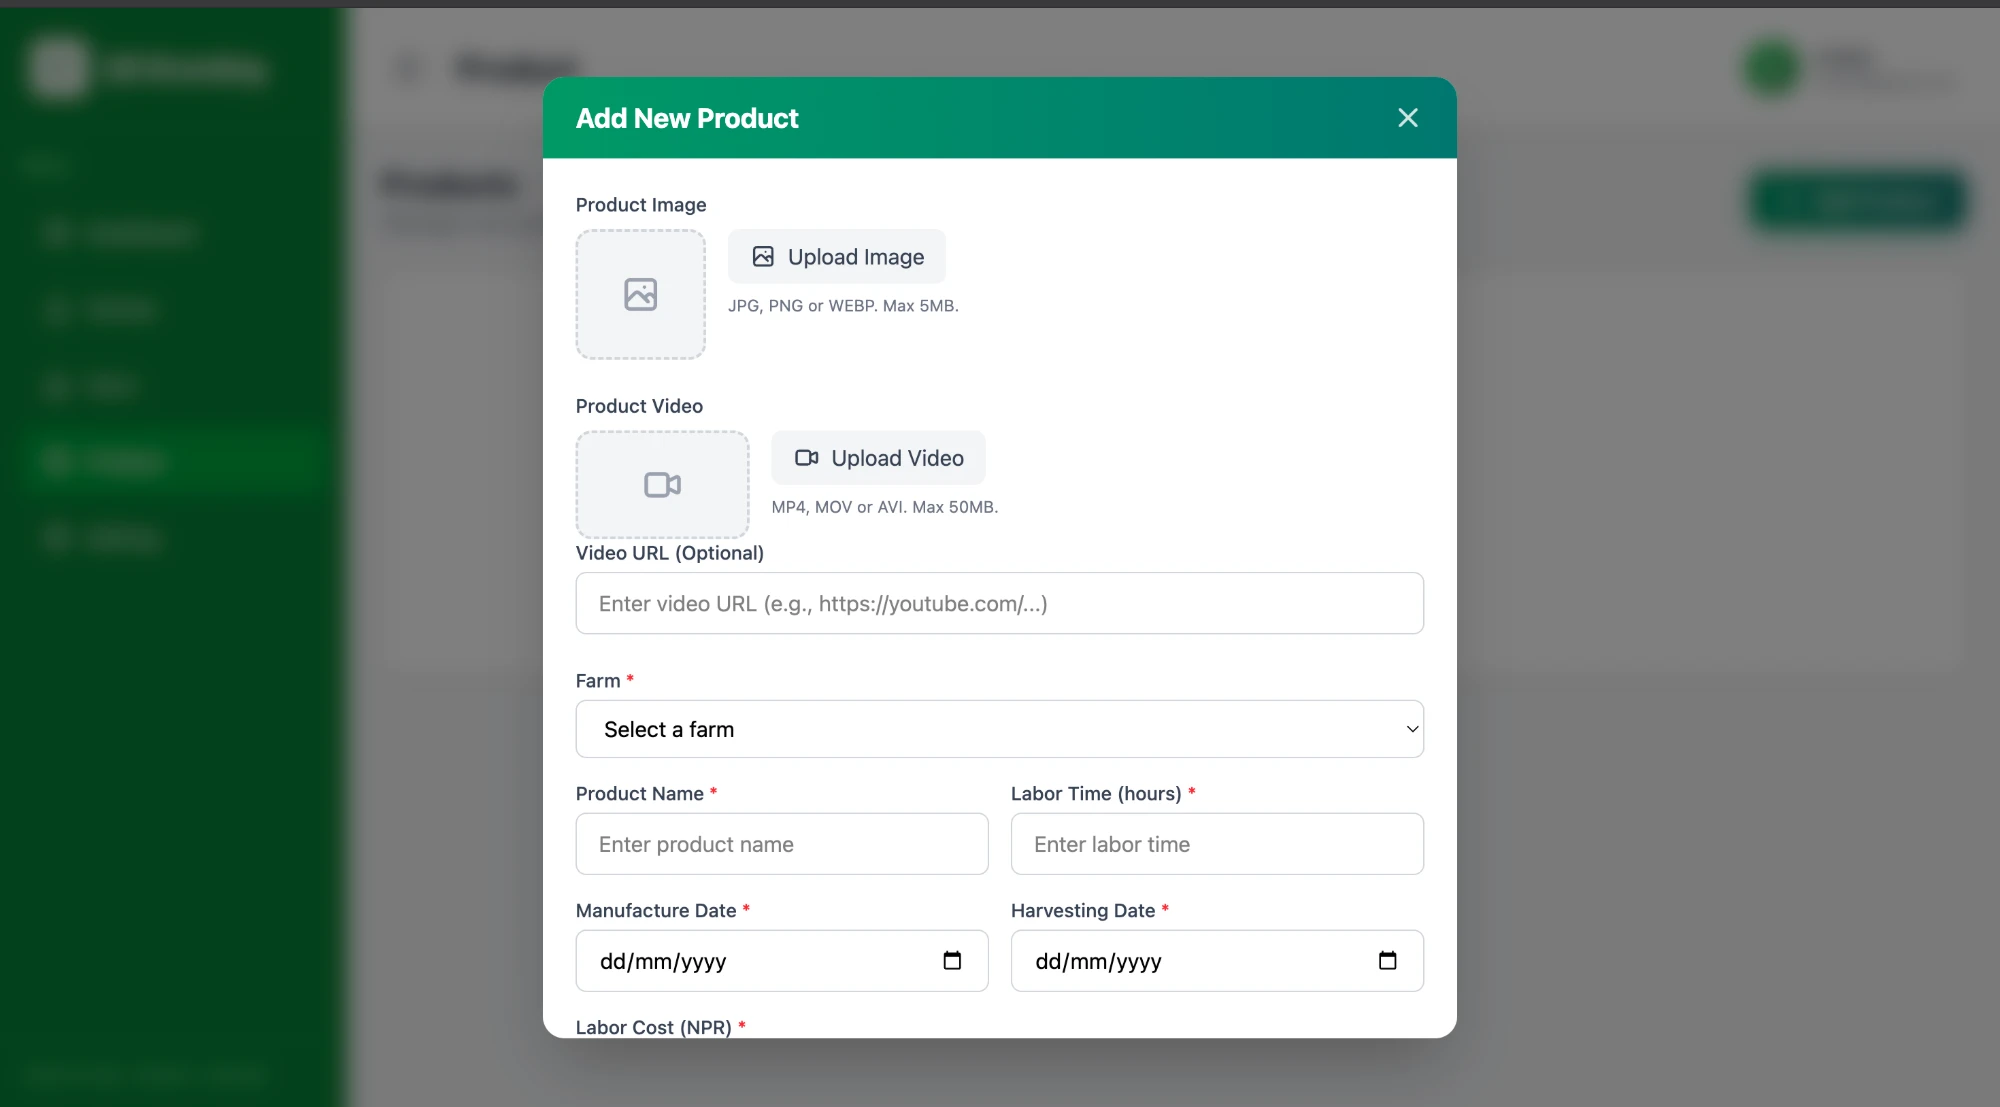 Add New Product
Product Image
Upload Image
JPG, PNG or WEBP. Max 5MB.
Product Video
Upload Video
MP4, MOV or AVI. Max 50MB.
Video URL (Optional)
Enter video URL (e.g., https://youtube.com/...)
Farm *
Select a farm
Product Name *
Labor Time (hours) *
Enter product name
Enter labor time
Manufacture Date *
Harvesting Date *
dd/mm/yyyy
dd/mm/yyyy
Labor Cost (NPR) *